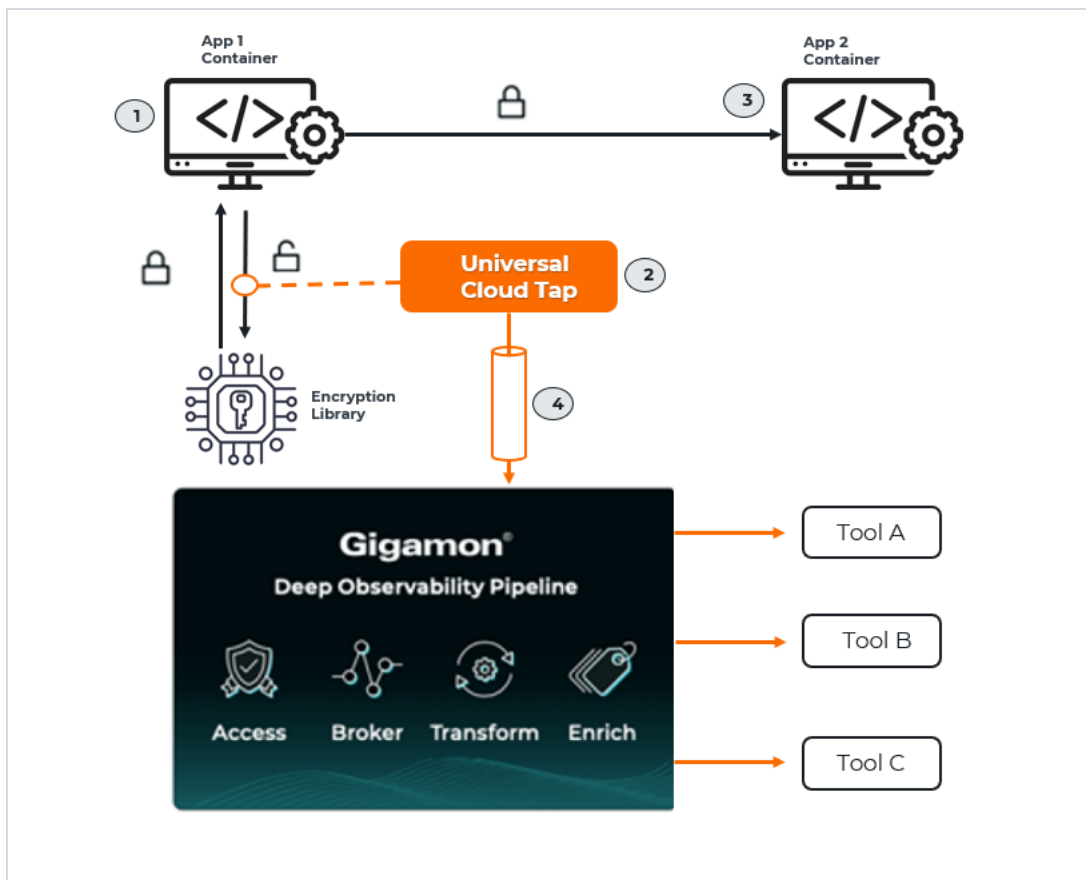 App 1
Container
App 2
Container
1
</>
3
</>
Universal
Cloud Tap
2
Encryption
Library
4
Gigamon®
Deep Observability Pipeline
Access
Broker
Transform
Enrich
Tool A
Tool B
Tool C